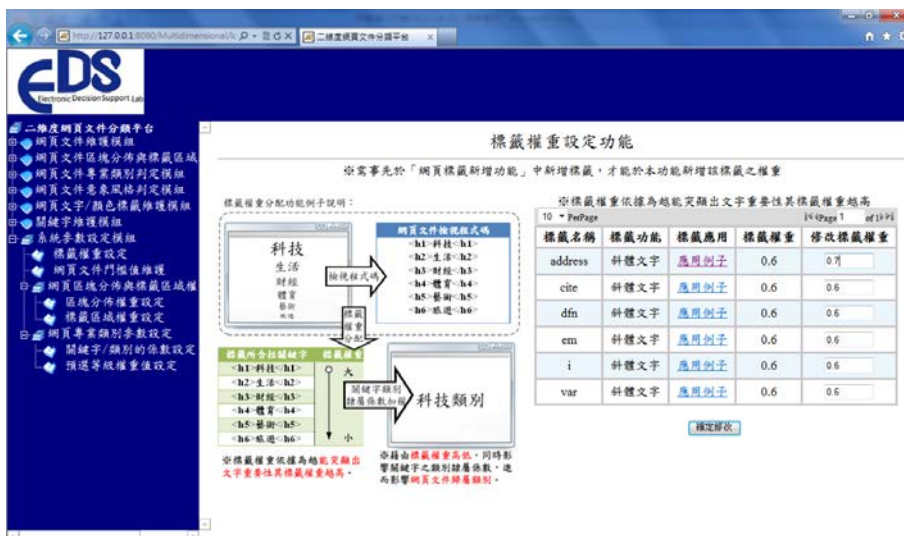 http://127.0.0.1:8080/Multidimensional/k
二維度網頁文件分類平台
EDS
Electronic Decision Support Lab
二維度網頁文件分類平台
網頁文件維護模組
網頁文件區塊分佈與標籤區域
網頁文件專業類別判定模組
網頁文件意象風格判定模組
網頁文字/顏色標籤維護模組
關鍵字維護模組
系統參數設定模組
標籤權重設定
網頁文件門檻值維護
網頁區塊分佈與標籤區域權
區塊分佈權重設定
標籤區域權重設定
網頁專業類別參數設定
關鍵字/類別的係數設定
預選等級權重值設定
標籤權重設定功能
※需事先於「網頁標籤新增功能」中新增標籤,才能於本功能新增該標籤之權重
標籤權重分配功能例子說明:
科技
生活
財經
體育
藝術
旅遊
檢視程式碼
網頁文件檢視程式碼
<h1>科技<h1>
<h2>生活<h2>
<h3>財經<h3>
<h4>體育<h4>
<h5>藝術<h5>
<h6>旅遊<h6>
標籤
權重
分配
標籤所含括關鍵字 標籤權重
<h1>科技<h1> 大
<h2>生活<h2>
<h3>財經<h3>
<h4>體育<h4>
<h5>藝術<h5>
<h6>旅遊<h6> 小
關鍵字類別
隸屬係數加權
科技類別
※標籤權重依據為越能突顯出
文字重要性其標籤權重越高。
※藉由標籤權重高低,同時影
響關鍵字之類別隸屬係數,進
而影響網頁文件歸屬類別。
※標籤權重依據為越能突顯出文字重要性其標籤權重越高
10 PerPage Page 1 of 1
標籤名稱 標籤功能 標籤應用 標籤權重 修改標籤權重
address 斜體文字 應用例子 0.6 0.7
cite 斜體文字 應用例子 0.6 0.6
dfn 斜體文字 應用例子 0.6 0.6
em 斜體文字 應用例子 0.6 0.6
i 斜體文字 應用例子 0.6 0.6
var 斜體文字 應用例子 0.6 0.6
確定修改